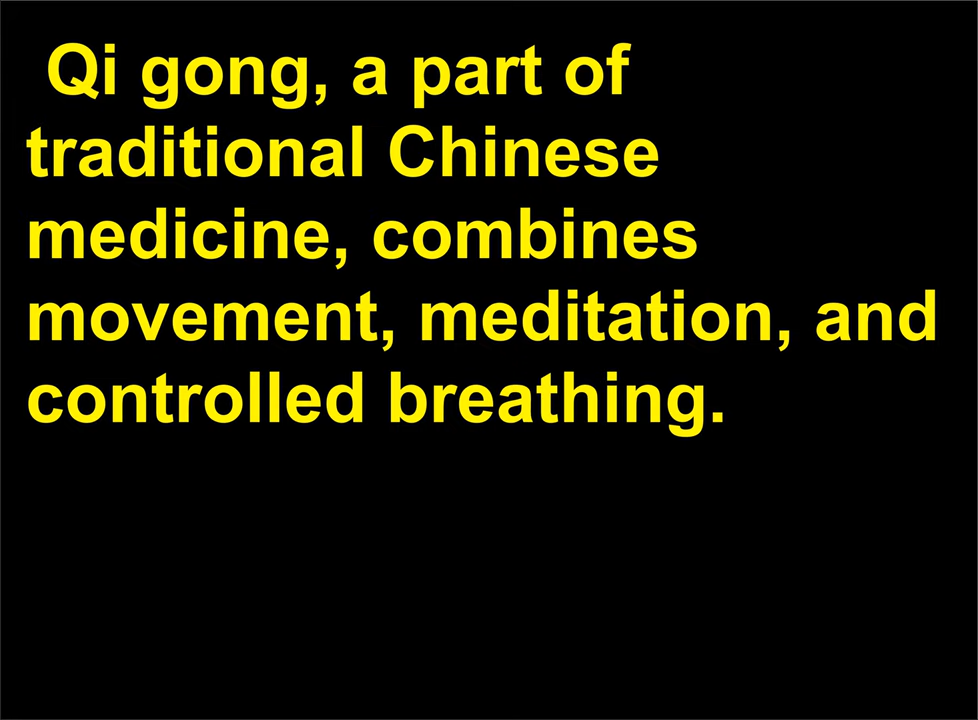 Qi gong, a part of
traditional Chinese
medicine, combines
movement, meditation, and
controlled breathing.